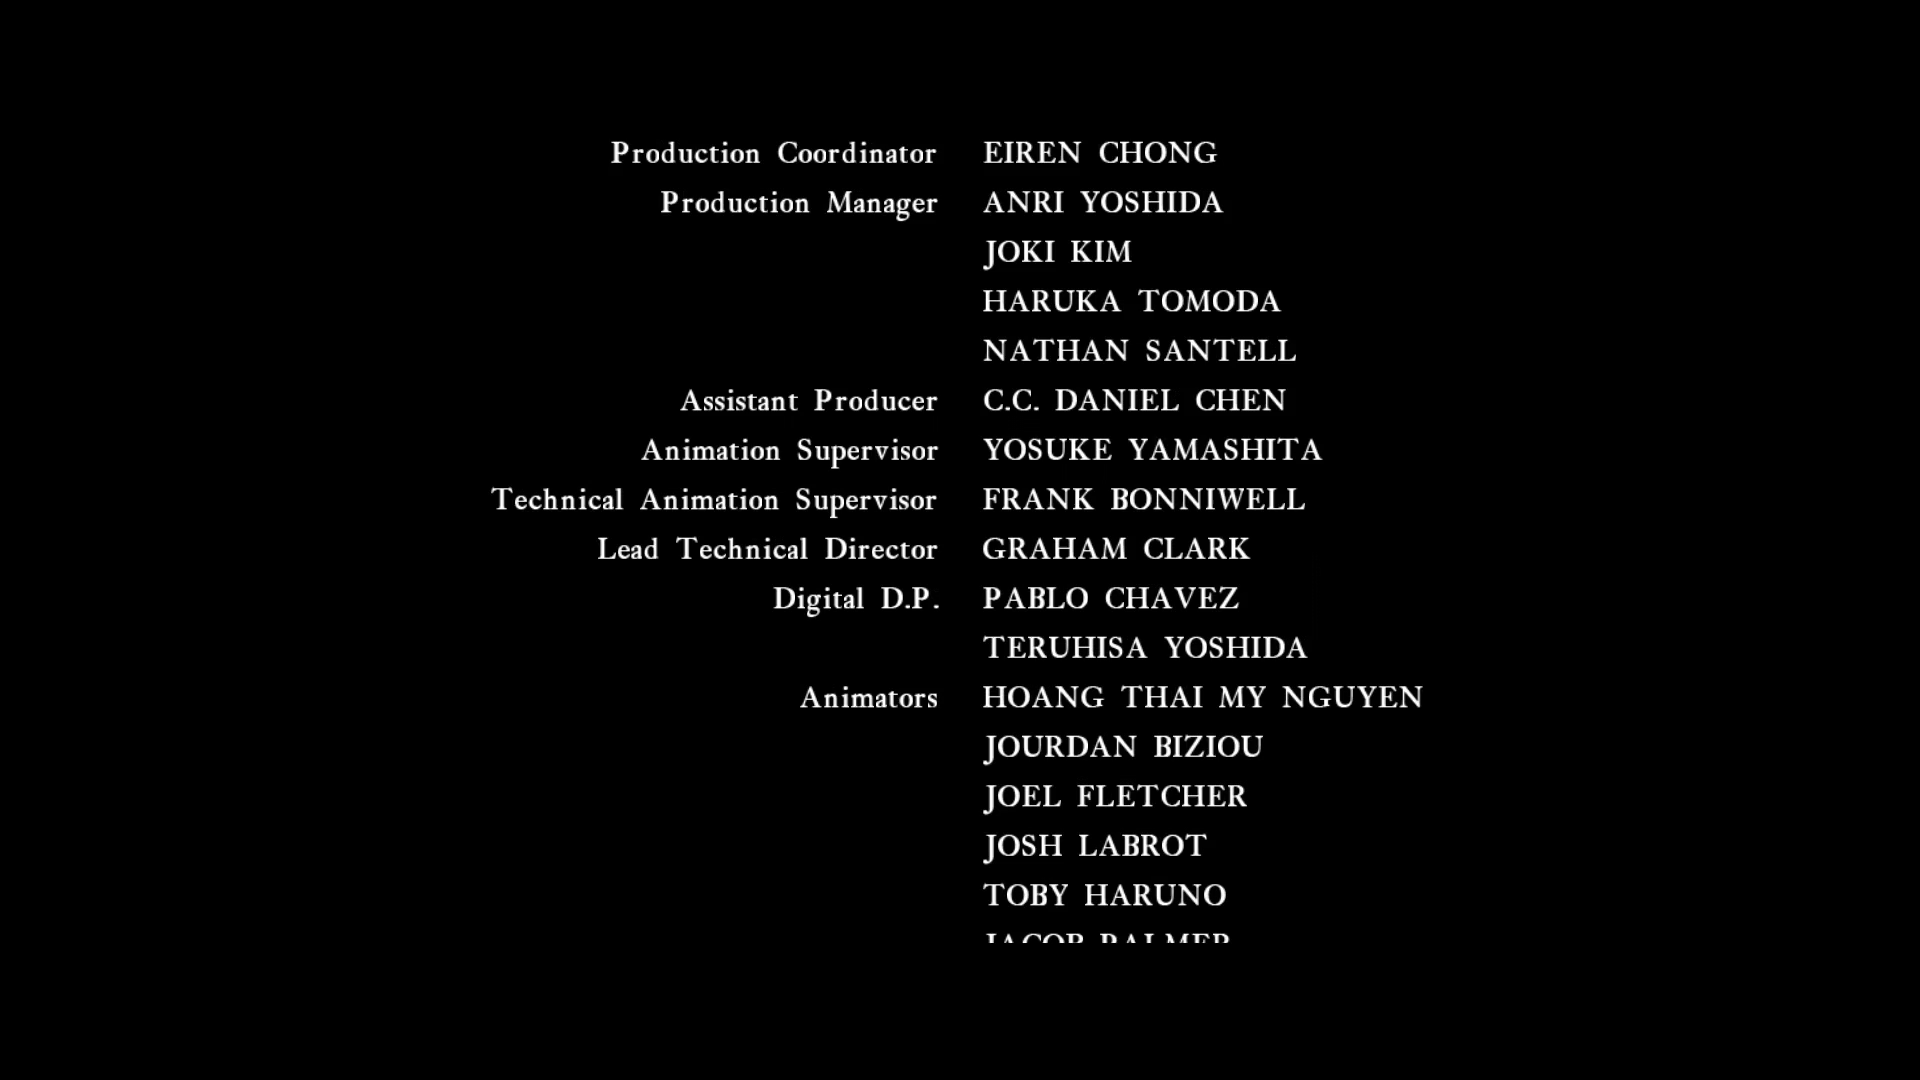 Production Coordinator EIREN CHONG
Production Manager ANRI YOSHIDA
JOKI KIM
HARUKA TOMODA
NATHAN SANTELL
Assistant Producer C.C. DANIEL CHEN
Animation Supervisor YOSUKE YAMASHITA
Technical Animation Supervisor FRANK BONNIWELL
Lead Technical Director GRAHAM CLARK
Digital D.P. PABLO CHAVEZ
TERUHISA YOSHIDA
Animators HOANG THAI MY NGUYEN
JOURDAN BIZIOU
JOEL FLETCHER
JOSH LABROT
TOBY HARUNO
JACOB PALMER